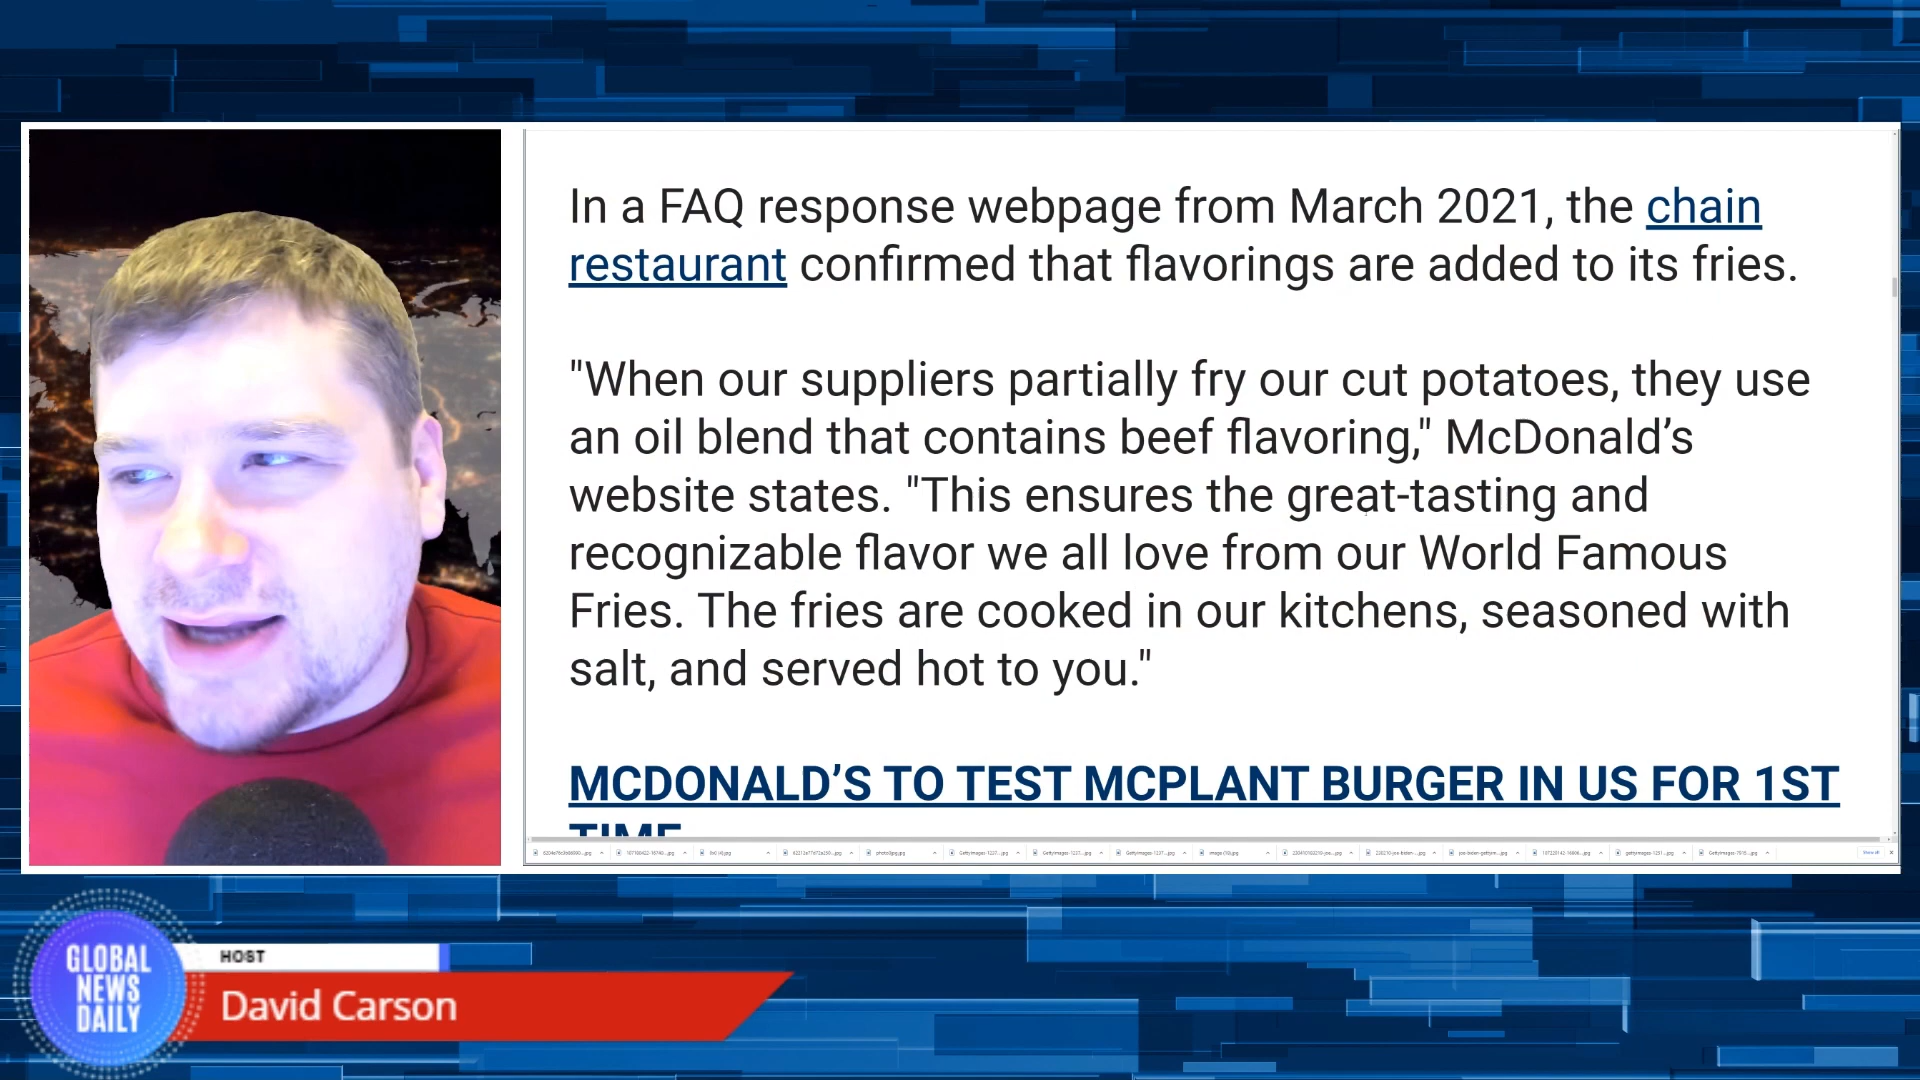 In a FAQ response webpage from March 2021, the chain
restaurant confirmed that flavorings are added to its fries.
"When our suppliers partially fry our cut potatoes, they use
an oil blend that contains beef flavoring," McDonald’s
website states. "This ensures the great-tasting and
recognizable flavor we all love from our World Famous
Fries. The fries are cooked in our kitchens, seasoned with
salt, and served hot to you."
MCDONALD’S TO TEST MCPLANT BURGER IN US FOR 1ST
TIME
Show all
GLOBAL
NEWS
DAILY
HOST
David Carson